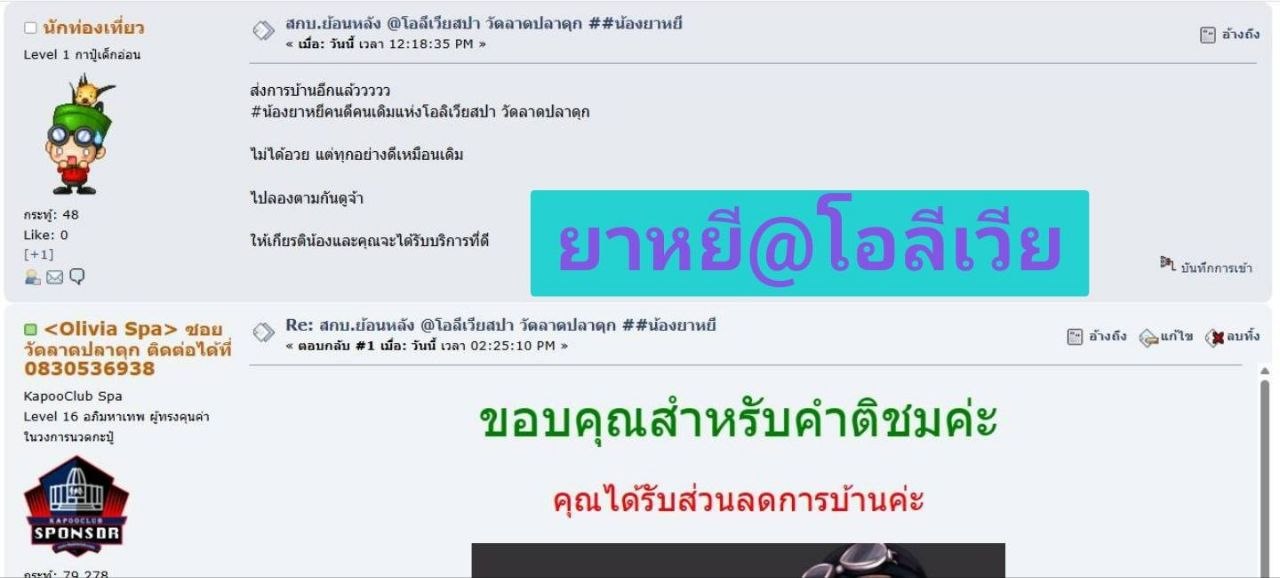 นักท่องเที่ยว
Level 1 กาปู๋เด็กอ่อน
กระทู้: 48
Like: 0
[+1]
สกบ.ย้อนหลัง @โอลีเวียสปา วัดลาดปลาดุก ##น้องยาหยี
« เมื่อ: วันนี้ เวลา 12:18:35 PM »
อ้างถึง
ส่งการบ้านอีกแล้ววววว
#น้องยาหยีคนดีคนเดิมแห่งโอลิเวียสปา วัดลาดปลาดุก
ไม่ได้อวย แต่ทุกอย่างดีเหมือนเดิม
ไปลองตามกันดูจ้า
ให้เกียรติน้องและคุณจะได้รับบริการที่ดี
ยาหยี@โอลีเวีย
บันทึกการเข้า
<Olivia Spa> ซอย
วัดลาดปลาดุก ติดต่อได้ที่
0830536938
KapooClub Spa
Level 16 อภิมหาเทพ ผู้ทรงคุณค่า
ในวงการนวดกะปู๋
KAPOOCLUB
SPONSOR
กระทู้: 79,278
Re: สกบ.ย้อนหลัง @โอลีเวียสปา วัดลาดปลาดุก ##น้องยาหยี
« ตอบกลับ #1 เมื่อ: วันนี้ เวลา 02:25:10 PM »
อ้างถึง แก้ไข ลบทิ้ง
ขอบคุณสำหรับคำติชมค่ะ
คุณได้รับส่วนลดการบ้านค่ะ